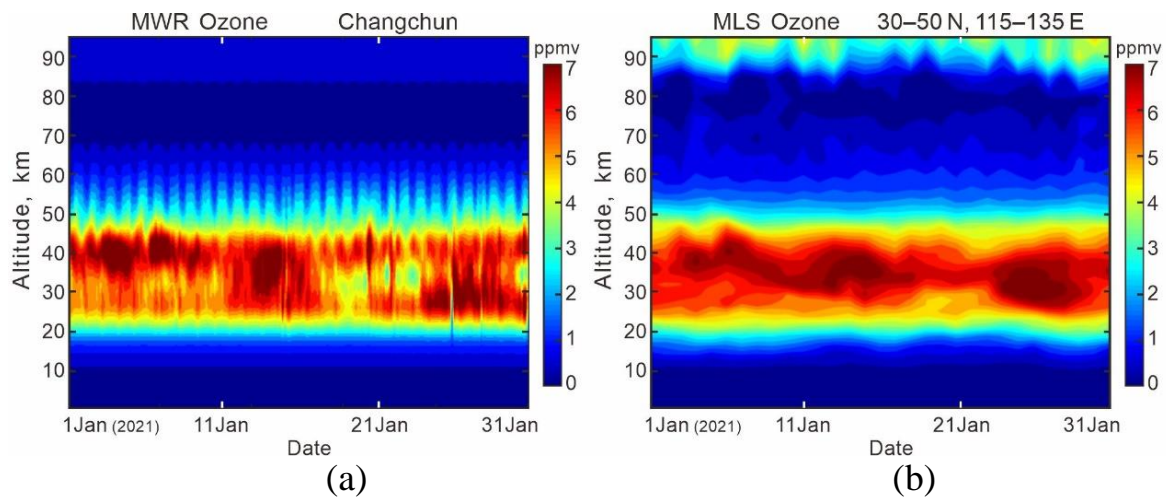 MWR Ozone Changchun
ppmv
90
80
70
60
50
40
30
20
10
Altitude, km
7
6
5
4
3
2
1
0
1Jan (2021) 11Jan 21Jan 31Jan
Date
(a)
MLS Ozone 30–50 N, 115–135 E
ppmv
90
80
70
60
50
40
30
20
10
Altitude, km
7
6
5
4
3
2
1
0
1Jan (2021) 11Jan 21Jan 31Jan
Date
(b)